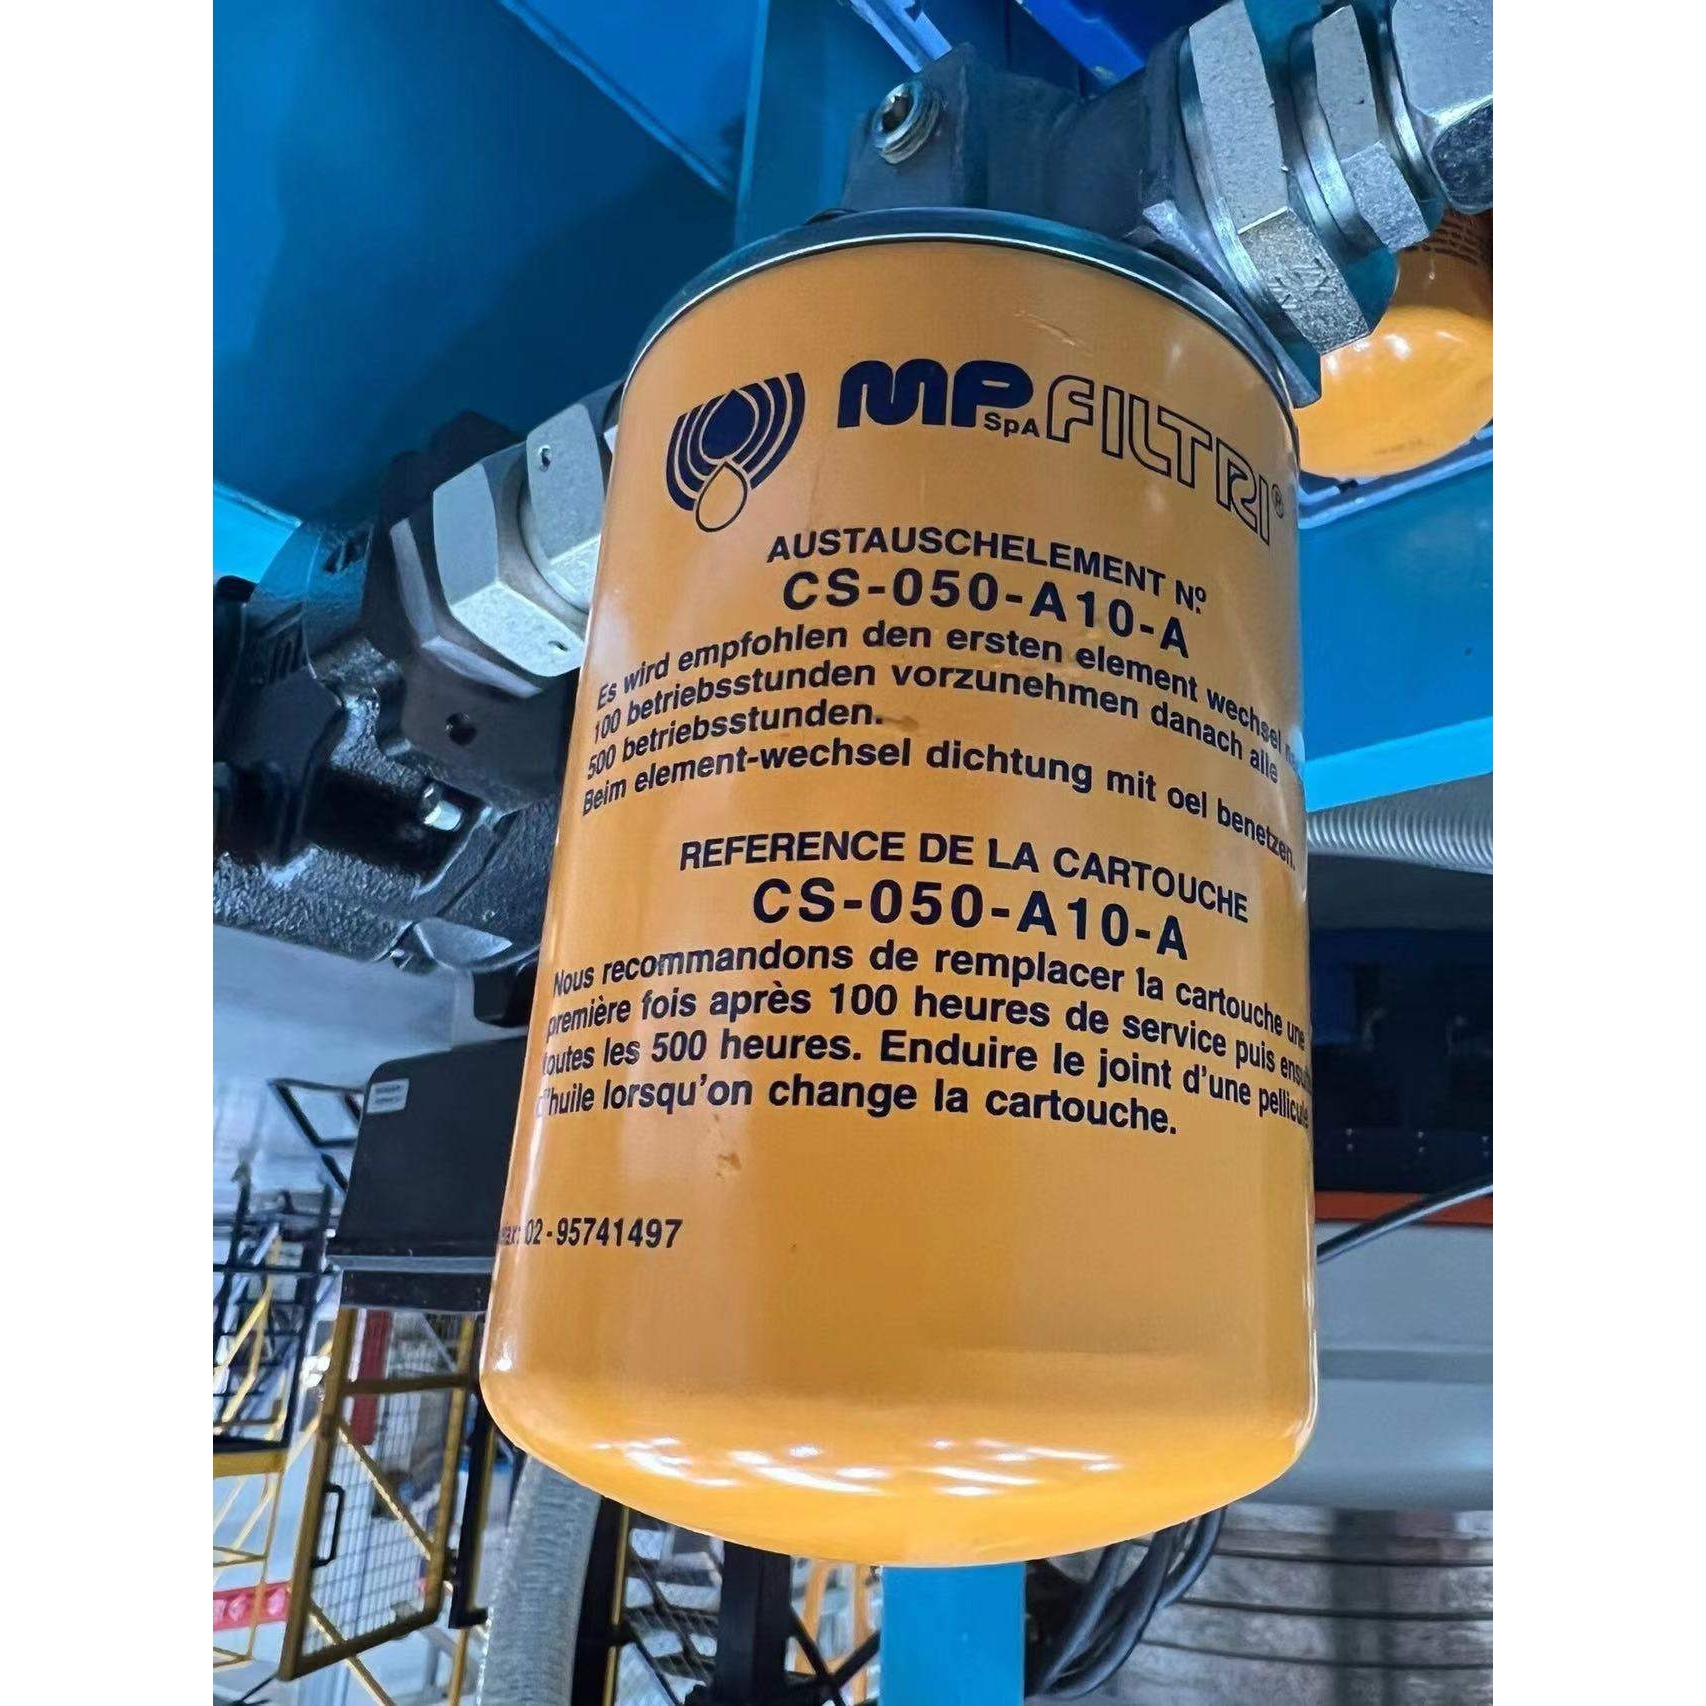 MP SpA FILTRI®
AUSTAUSCHELEMENT Nº.
CS-050-A10-A
Es wird empfohlen den ersten element wechsel
100 betriebsstunden vorzunehmen danach alle
500 betriebsstunden.
Beim element-wechsel dichtung mit oel benetzen.
REFERENCE DE LA CARTOUCHE
CS-050-A10-A
Nous recommandons de remplacer la cartouche une
première fois après 100 heures de service puis
toutes les 500 heures. Enduire le joint d'une pellicule
d'huile lorsqu'on change la cartouche.
02-95741497